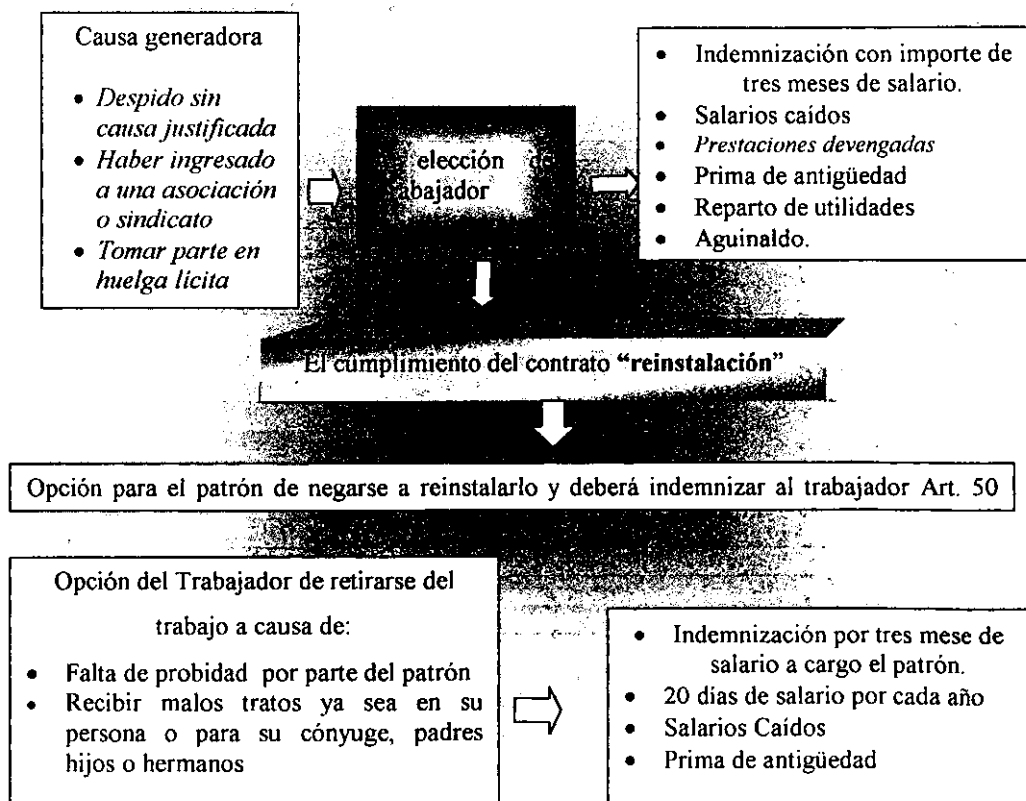 Causa generadora
• Despido sin
causa justificada
• Haber ingresado
a una asociación
o sindicato
• Tomar parte en
huelga lícita
elección de
abajador
• Indemnización con importe de
tres meses de salario.
• Salarios caídos
• Prestaciones devengadas
• Prima de antigüedad
• Reparto de utilidades
• Aguinaldo.
El cumplimiento del contrato “reinstalación”
Opción para el patrón de negarse a reinstalarlo y deberá indemnizar al trabajador Art. 50
Opción del Trabajador de retirarse del
trabajo a causa de:
• Falta de probidad por parte del patrón
• Recibir malos tratos ya sea en su
persona o para su cónyuge, padres
hijos o hermanos
• Indemnización por tres mese de
salario a cargo el patrón.
• 20 días de salario por cada año
• Salarios Caídos
• Prima de antigüedad